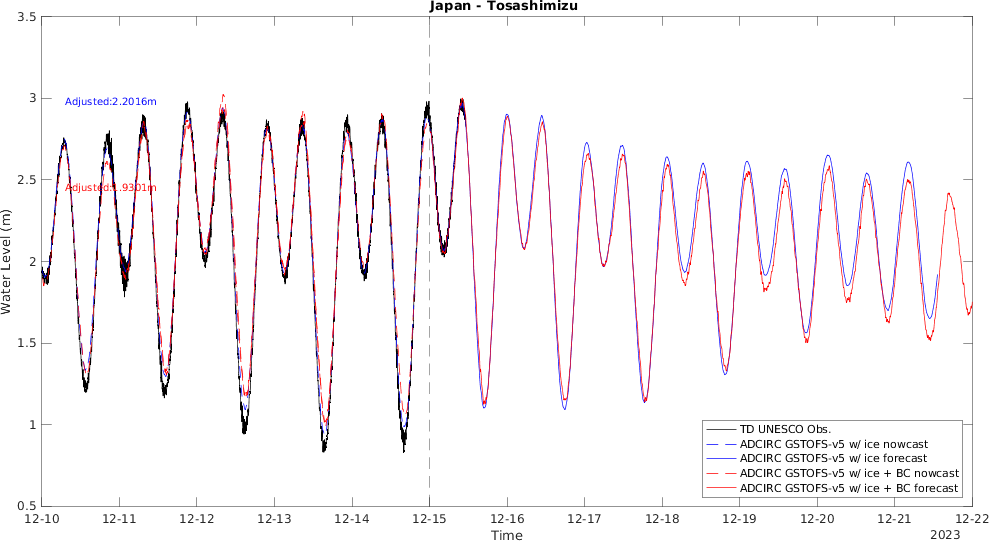 Japan - Tosashimizu
3.5
3
2.5
2
1.5
1
0.5
Water Level (m)
Adjusted:2.2016m
Adjusted:1.9301m
TD UNESCO Obs.
ADCIRC GSTOFS-v5 w/ ice nowcast
ADCIRC GSTOFS-v5 w/ ice forecast
ADCIRC GSTOFS-v5 w/ ice + BC nowcast
ADCIRC GSTOFS-v5 w/ ice + BC forecast
12-10 12-11 12-12 12-13 12-14 12-15 12-16 12-17 12-18 12-19 12-20 12-21 12-22
Time
2023